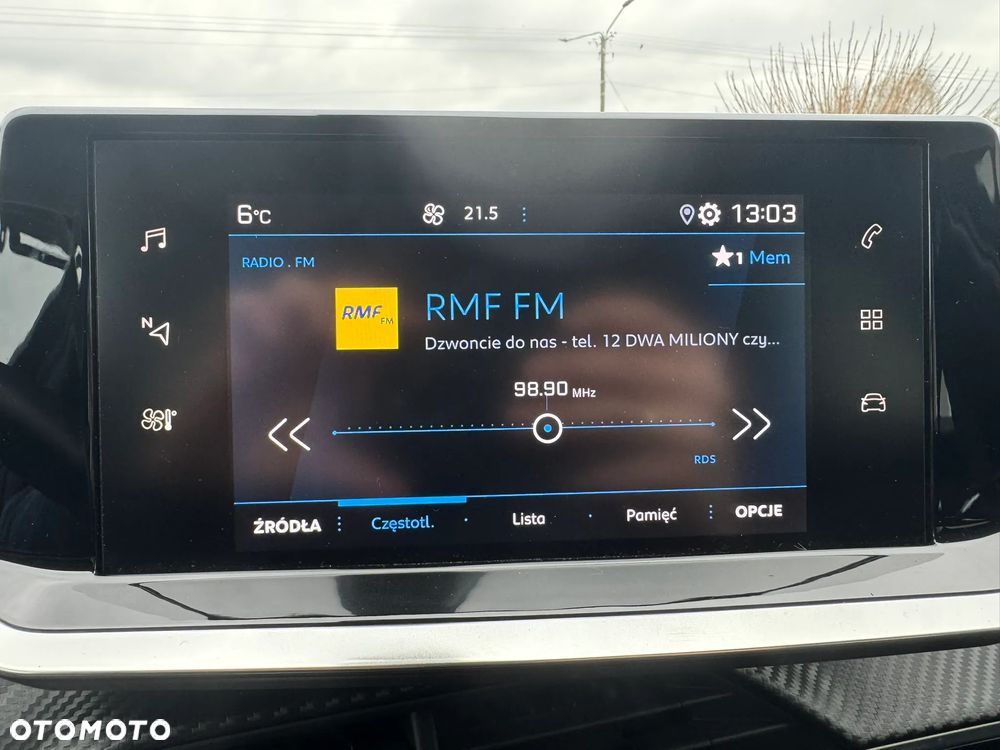 6°C 21.5 13:03
RADIO . FM
★1 Mem
RMF FM
RMF FM
Dzwoncie do nas - tel. 12 DWA MILIONY czy...
98.90 MHz
N
RDS
ŹRÓDŁA Częstotl. Lista Pamięć OPCJE
OTOMOTO